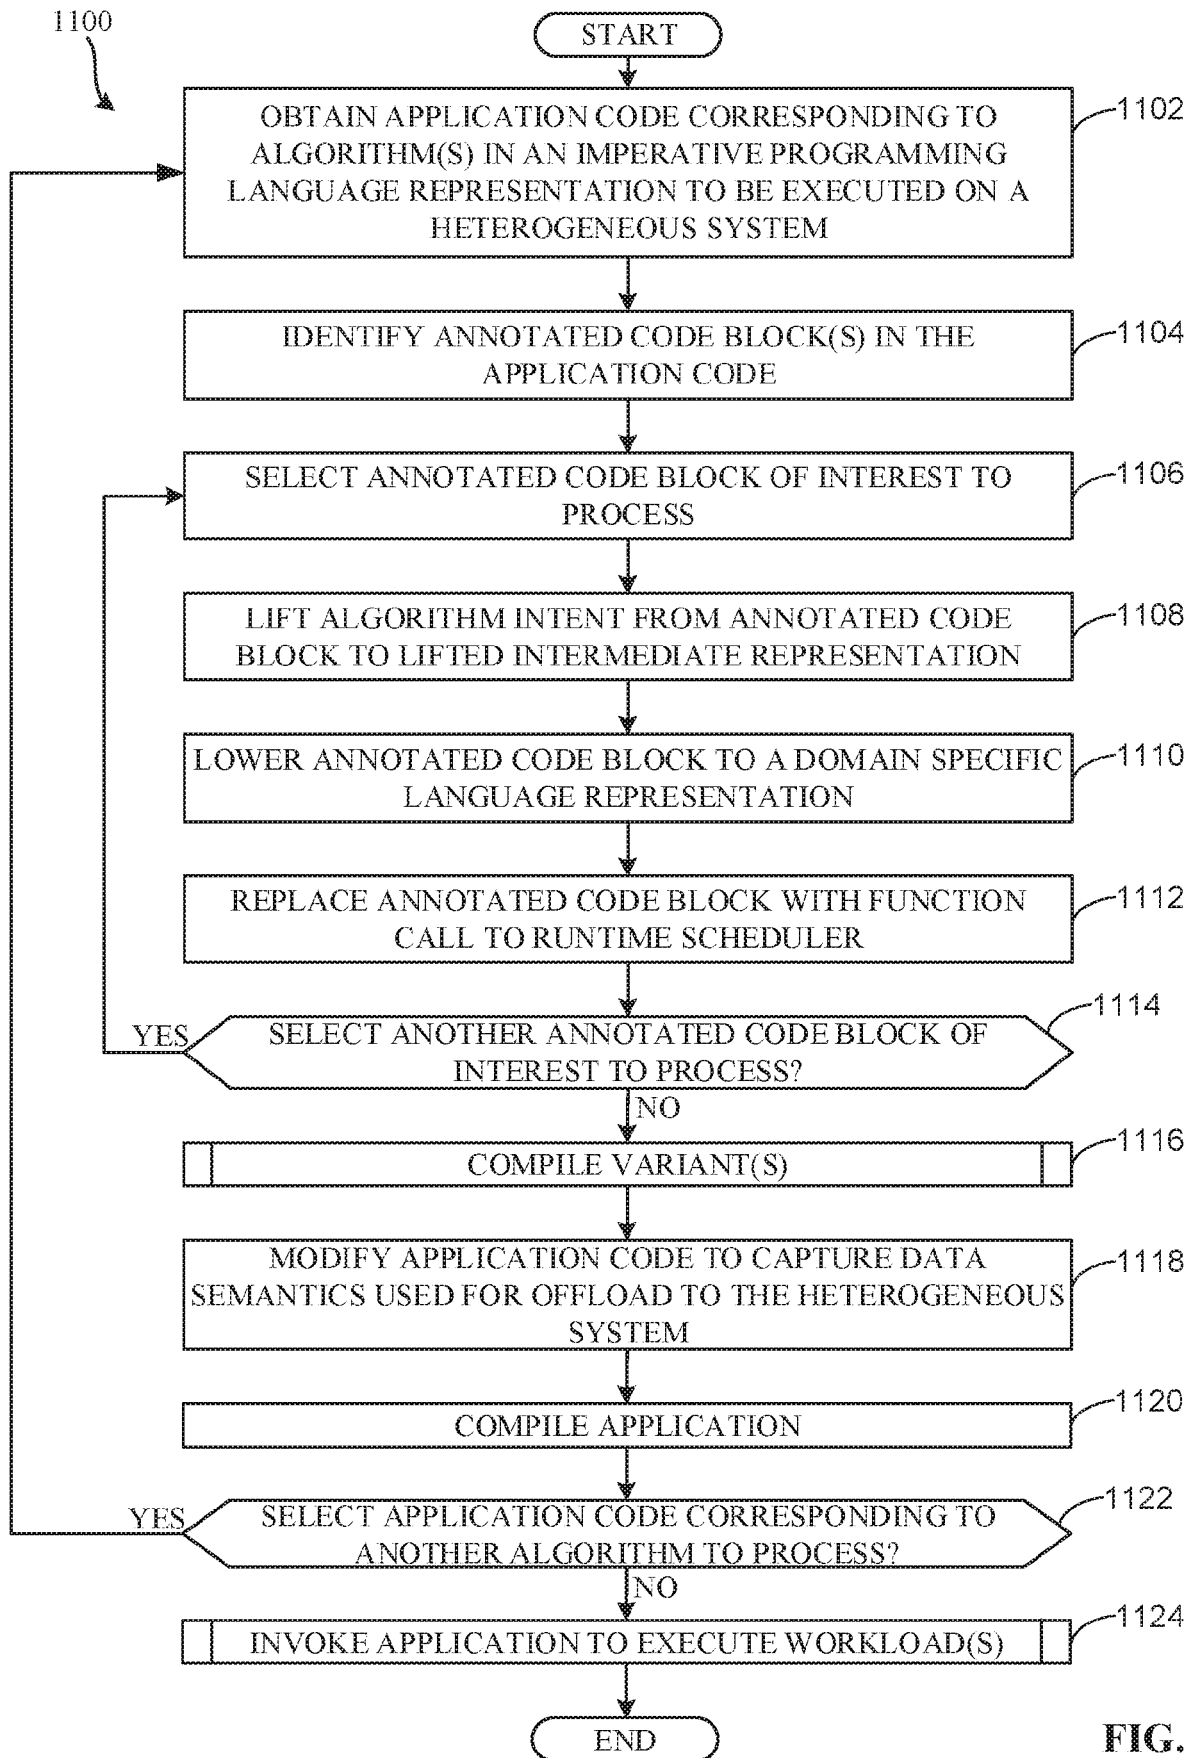 1100
START
OBTAIN APPLICATION CODE CORRESPONDING TO
ALGORITHM(S) IN AN IMPERATIVE PROGRAMMING
LANGUAGE REPRESENTATION TO BE EXECUTED ON A
HETEROGENEOUS SYSTEM
1102
IDENTIFY ANNOTATED CODE BLOCK(S) IN THE
APPLICATION CODE
1104
SELECT ANNOTATED CODE BLOCK OF INTEREST TO
PROCESS
1106
LIFT ALGORITHM INTENT FROM ANNOTATED CODE
BLOCK TO LIFTED INTERMEDIATE REPRESENTATION
1108
LOWER ANNOTATED CODE BLOCK TO A DOMAIN SPECIFIC
LANGUAGE REPRESENTATION
1110
REPLACE ANNOTATED CODE BLOCK WITH FUNCTION
CALL TO RUNTIME SCHEDULER
1112
YES
SELECT ANOTHER ANNOTATED CODE BLOCK OF
INTEREST TO PROCESS?
1114
NO
COMPILE VARIANT(S)
1116
MODIFY APPLICATION CODE TO CAPTURE DATA
SEMANTICS USED FOR OFFLOAD TO THE HETEROGENEOUS
SYSTEM
1118
COMPILE APPLICATION
1120
YES
SELECT APPLICATION CODE CORRESPONDING TO
ANOTHER ALGORITHM TO PROCESS?
1122
NO
INVOKE APPLICATION TO EXECUTE WORKLOAD(S)
1124
END
FIG.